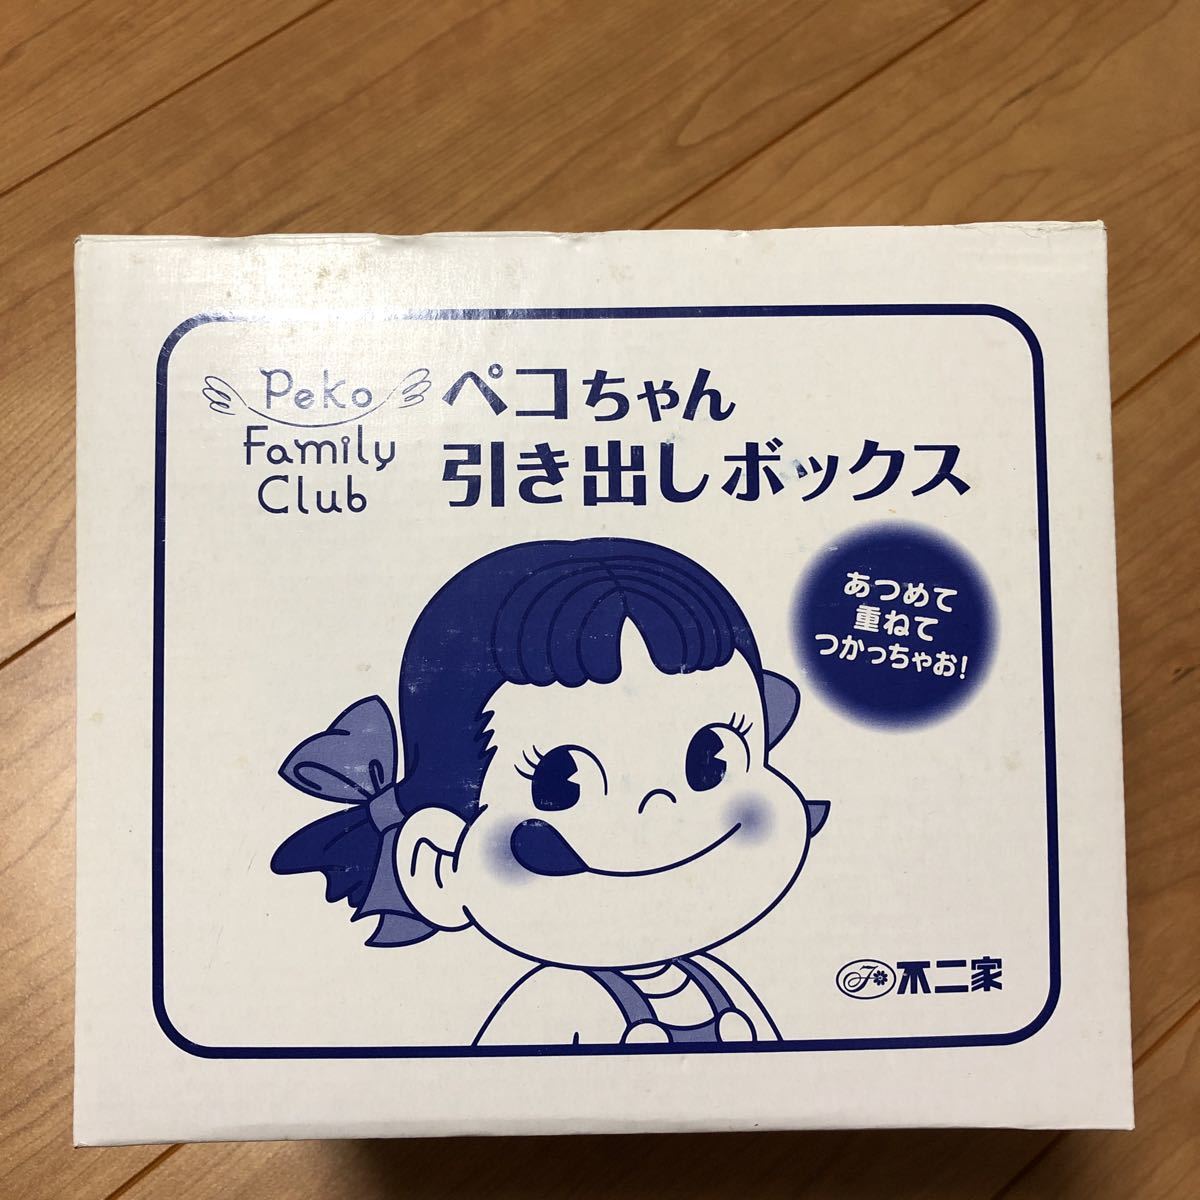 Peko
Family
Club
ペコちゃん
引き出しボックス
あつめて
重ねて
つかっちゃお!
F 不二家